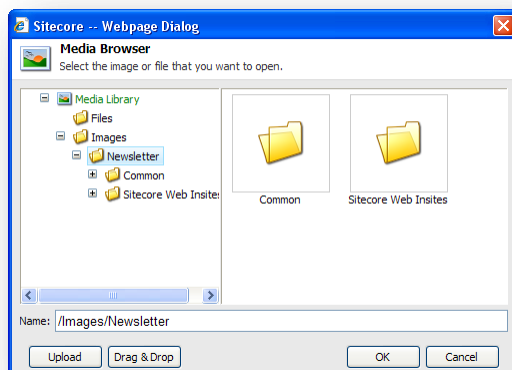 Sitecore -- Webpage Dialog
Media Browser
Select the image or file that you want to open.
Media Library
Files
Images
Newsletter
Common
Sitecore Web Insites
Common
Sitecore Web Insites
Name: /Images/Newsletter
Upload Drag & Drop OK Cancel